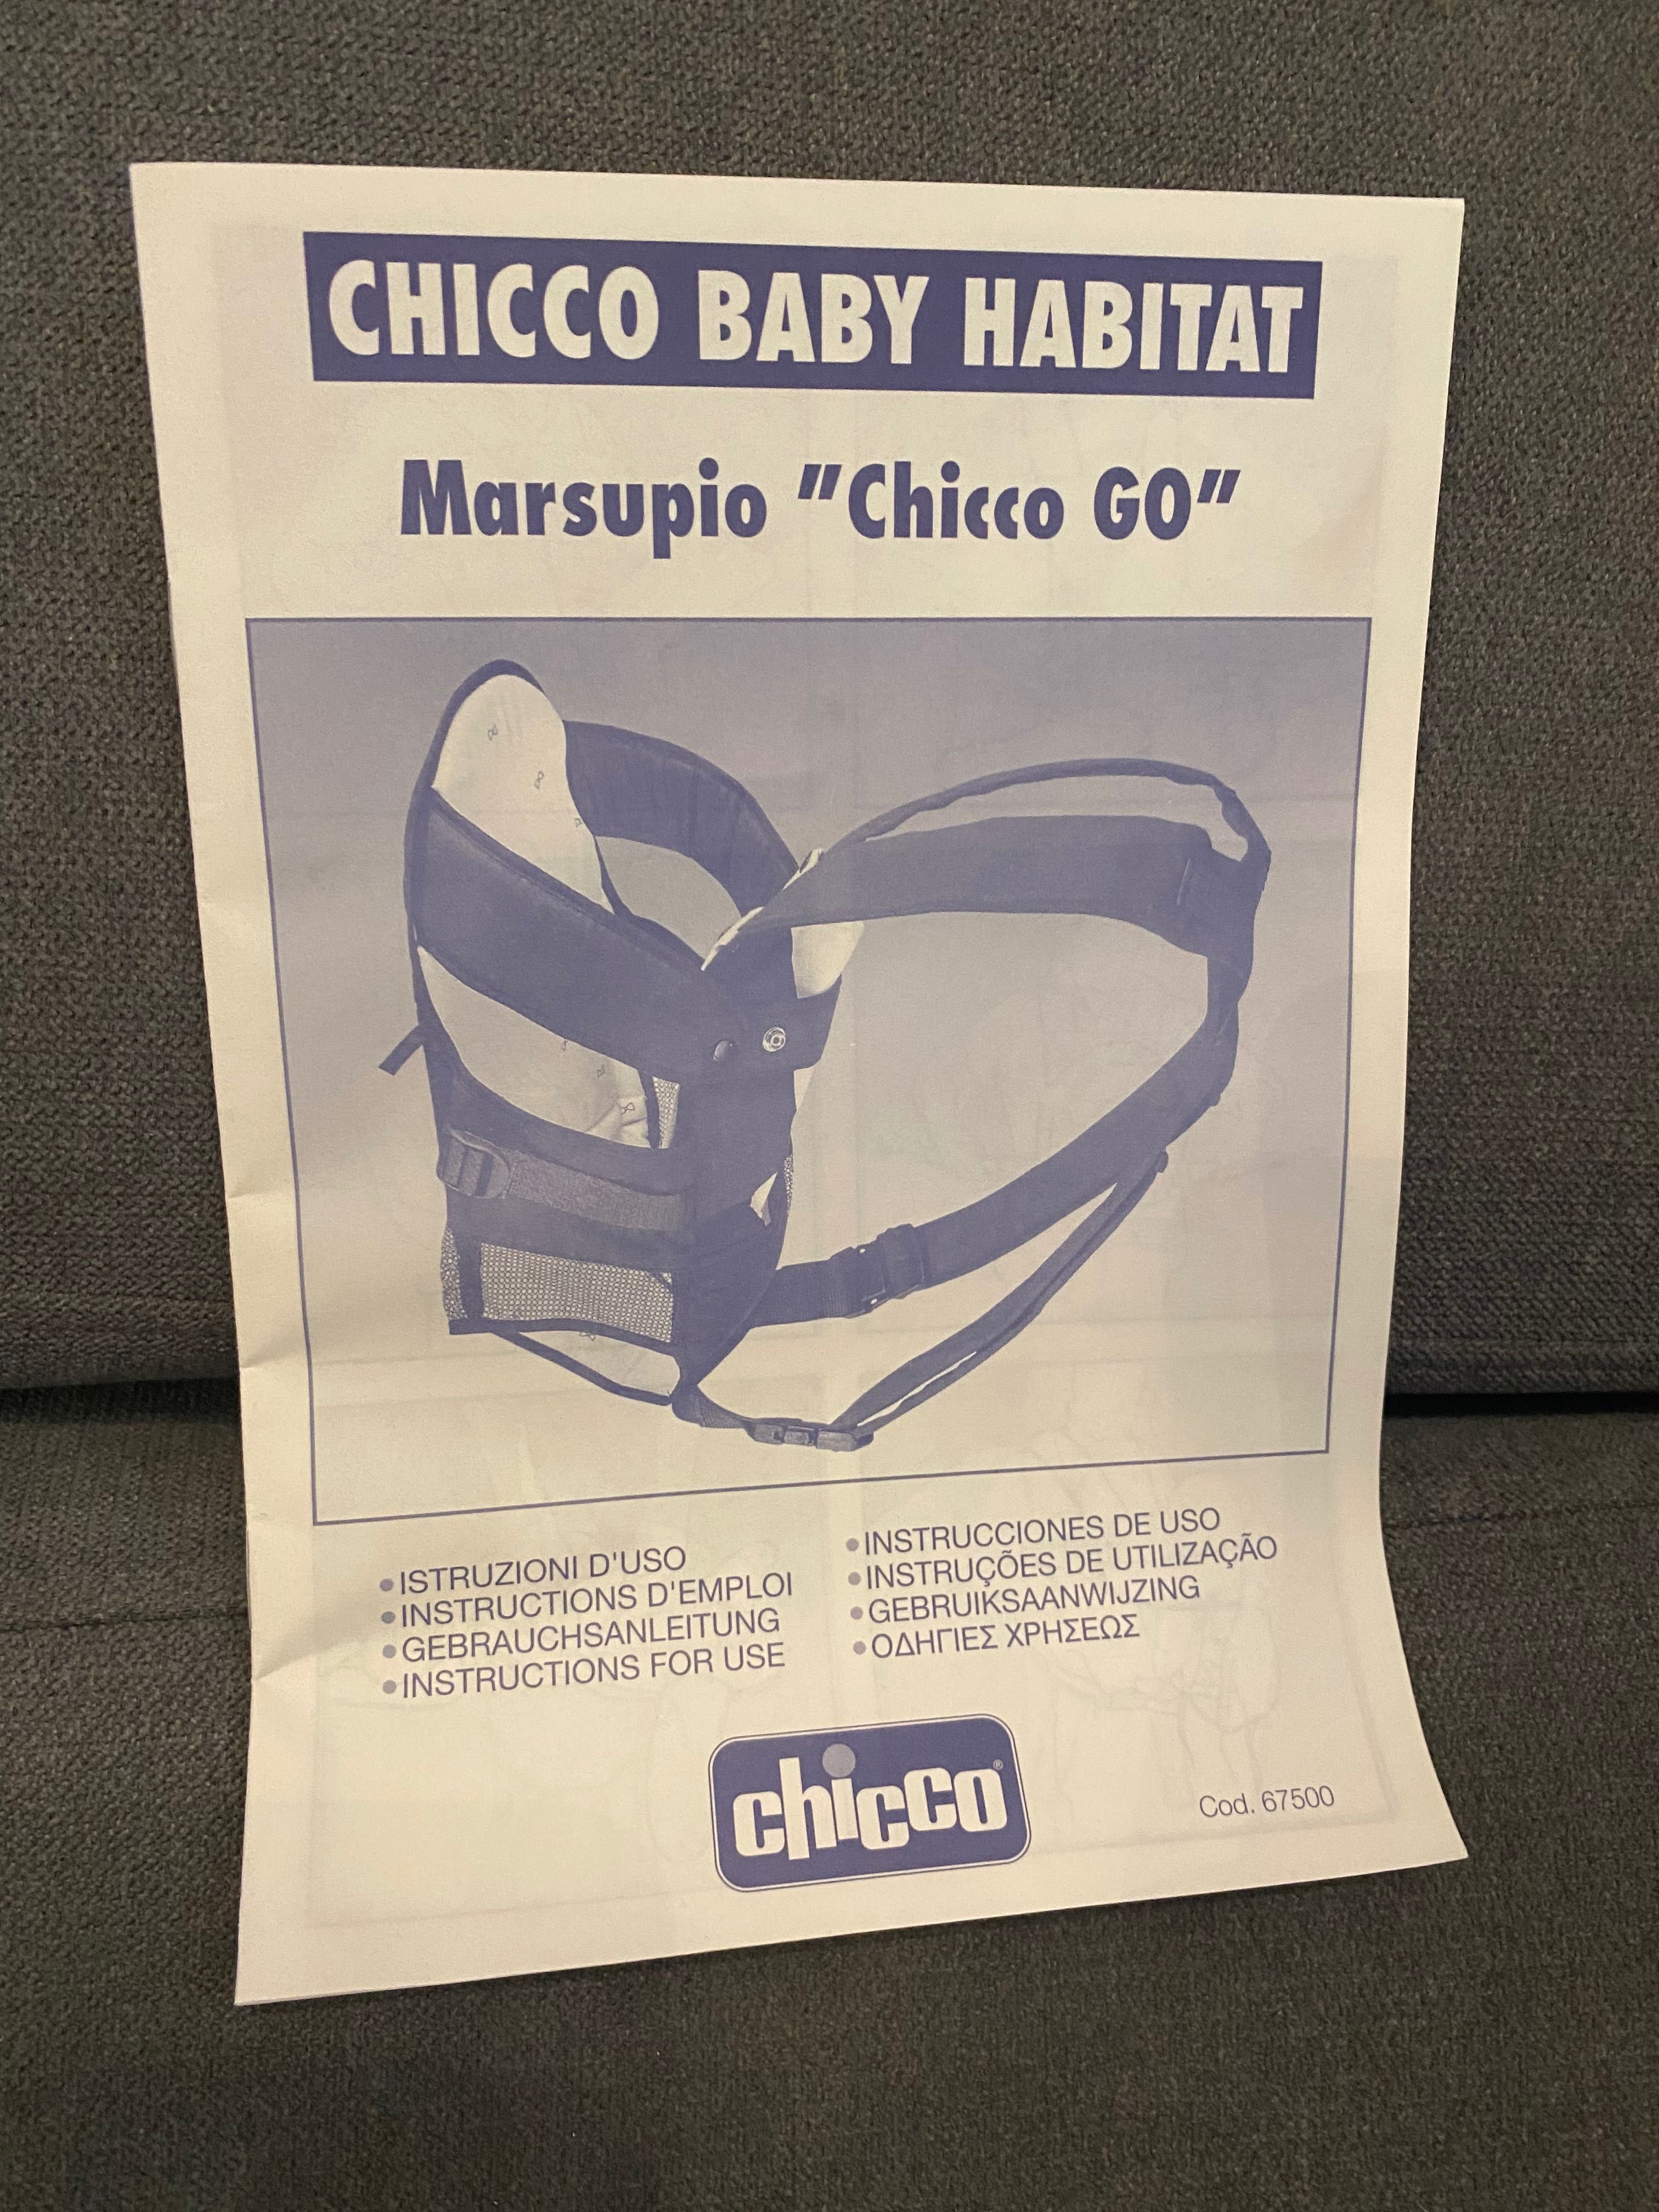 CHICCO BABY HABITAT
Marsupio "Chicco GO"
•ISTRUZIONI D'USO
•INSTRUCTIONS D'EMPLOI
•GEBRAUCHSANLEITUNG
•INSTRUCTIONS FOR USE
•INSTRUCCIONES DE USO
•INSTRUÇÕES DE UTILIZAÇÃO
•GEBRUIKSAANWIJZING
•ΟΔΗΓΙΕΣ ΧΡΗΣΕΩΣ
chicco®
Cod. 67500